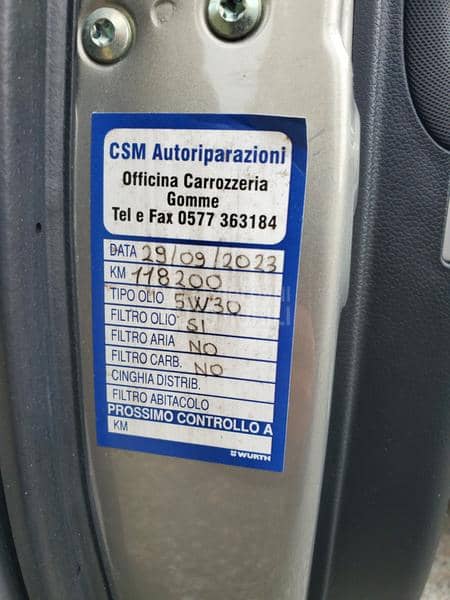 CSM Autoriparazioni
Officina Carrozzeria
Gomme
Tel e Fax 0577 363184
DATA 29/09/2023
KM 118200
TIPO OLIO 5W30
FILTRO OLIO SI
FILTRO ARIA NO
FILTRO CARB. NO
CINGHIA DISTRIB.
FILTRO ABITACOLO
PROSSIMO CONTROLLO A
KM
WURTH